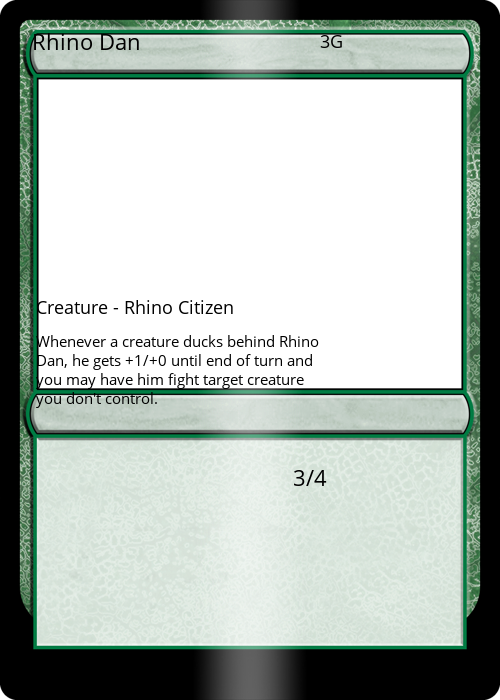 Rhino Dan 3G
Creature - Rhino Citizen
Whenever a creature ducks behind Rhino
Dan, he gets +1/+0 until end of turn and
you may have him fight target creature
you don't control.
3/4